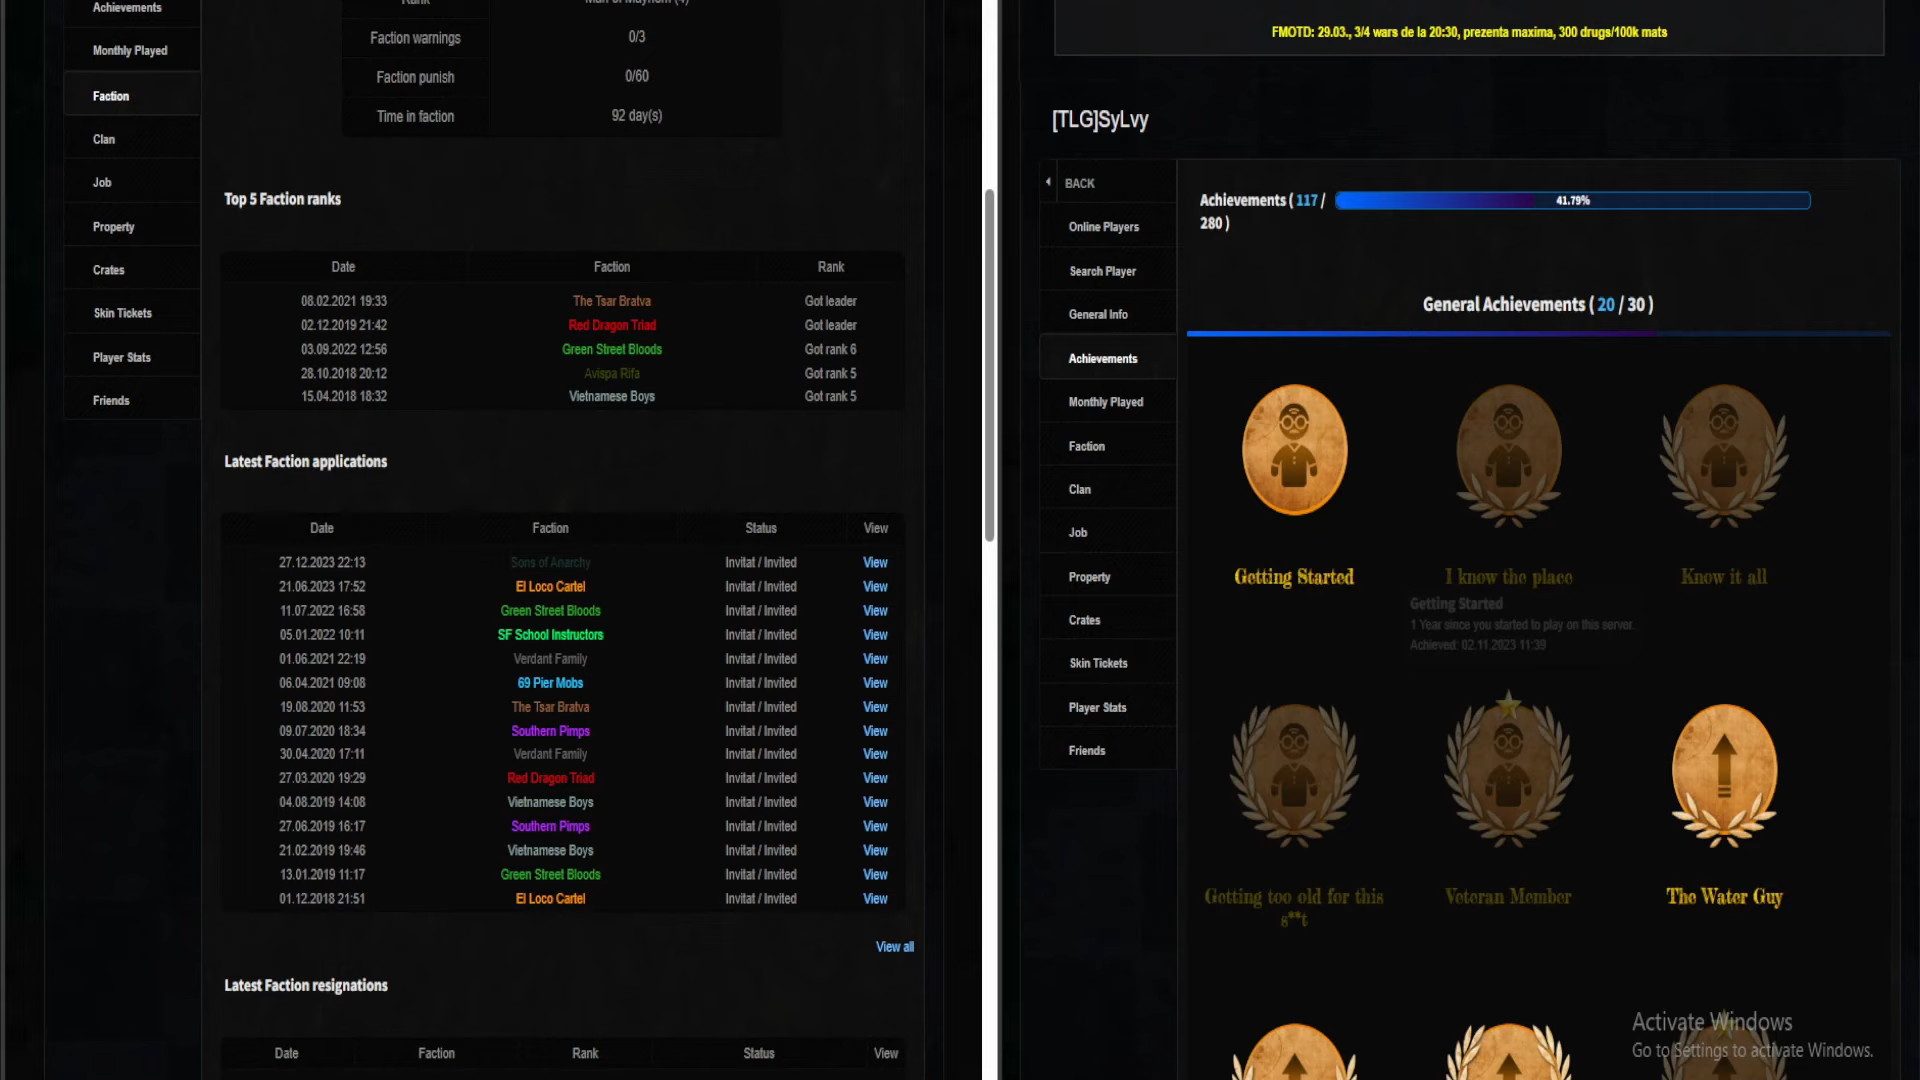 Achievements
Monthly Played
Faction
Clan
Job
Property
Crates
Skin Tickets
Player Stats
Friends
Rank Man of Mayhem (4)
Faction warnings 0/3
Faction punish 0/60
Time in faction 92 day(s)
Top 5 Faction ranks
Date Faction Rank
08.02.2021 19:33 The Tsar Bratva Got leader
02.12.2019 21:42 Red Dragon Triad Got leader
03.09.2022 12:56 Green Street Bloods Got rank 6
28.10.2018 20:12 Avispa Rifa Got rank 5
15.04.2018 18:32 Vietnamese Boys Got rank 5
Latest Faction applications
Date Faction Status View
27.12.2023 22:13 Sons of Anarchy Invitat / Invited View
21.06.2023 17:52 El Loco Cartel Invitat / Invited View
11.07.2022 16:58 Green Street Bloods Invitat / Invited View
05.01.2022 10:11 SF School Instructors Invitat / Invited View
01.06.2021 22:19 Verdant Family Invitat / Invited View
06.04.2021 09:08 69 Pier Mobs Invitat / Invited View
19.08.2020 11:53 The Tsar Bratva Invitat / Invited View
09.07.2020 18:34 Southern Pimps Invitat / Invited View
30.04.2020 17:11 Verdant Family Invitat / Invited View
27.03.2020 19:29 Red Dragon Triad Invitat / Invited View
04.08.2019 14:08 Vietnamese Boys Invitat / Invited View
27.06.2019 16:17 Southern Pimps Invitat / Invited View
21.02.2019 19:46 Vietnamese Boys Invitat / Invited View
13.01.2019 11:17 Green Street Bloods Invitat / Invited View
01.12.2018 21:51 El Loco Cartel Invitat / Invited View
View all
Latest Faction resignations
Date Faction Rank Status View
FMOTD: 29.03., 3/4 wars de la 20:30, prezenta maxima, 300 drugs/100k mats
[TLG]SyLvy
BACK
Online Players
Search Player
General Info
Achievements
Monthly Played
Faction
Clan
Job
Property
Crates
Skin Tickets
Player Stats
Friends
Achievements ( 117 /
280 )
41.79%
General Achievements ( 20 / 30 )
Getting Started I know the place Know it all
Getting Started
1 Year since you started to play on this server.
Achieved: 02.11.2023 11:39
Getting too old for this
s**t
Veteran Member
The Water Guy
Activate Windows
Go to Settings to activate Windows.